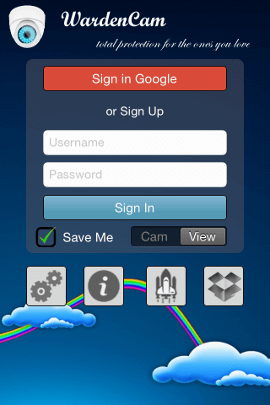 WardenCam
total protection for the ones you love
Sign in Google
or Sign Up
Username
Password
Sign In
Save Me
Cam View